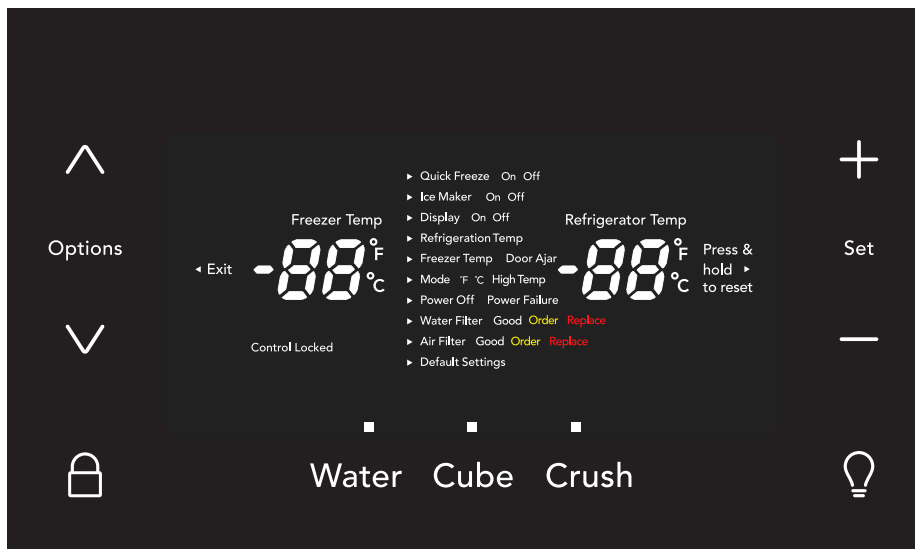 Quick Freeze On Off
Ice Maker On Off
Freezer Temp
Display On Off
Refrigerator Temp
Refrigeration Temp
Options
◂ Exit
-88 °F °C
Freezer Temp Door Ajar
Mode °F °C High Temp
Power Off Power Failure
-88 °F °C
Press &
hold ▸
to reset
Set
Water Filter Good Order Replace
Air Filter Good Order Replace
Default Settings
Control Locked
Water Cube Crush